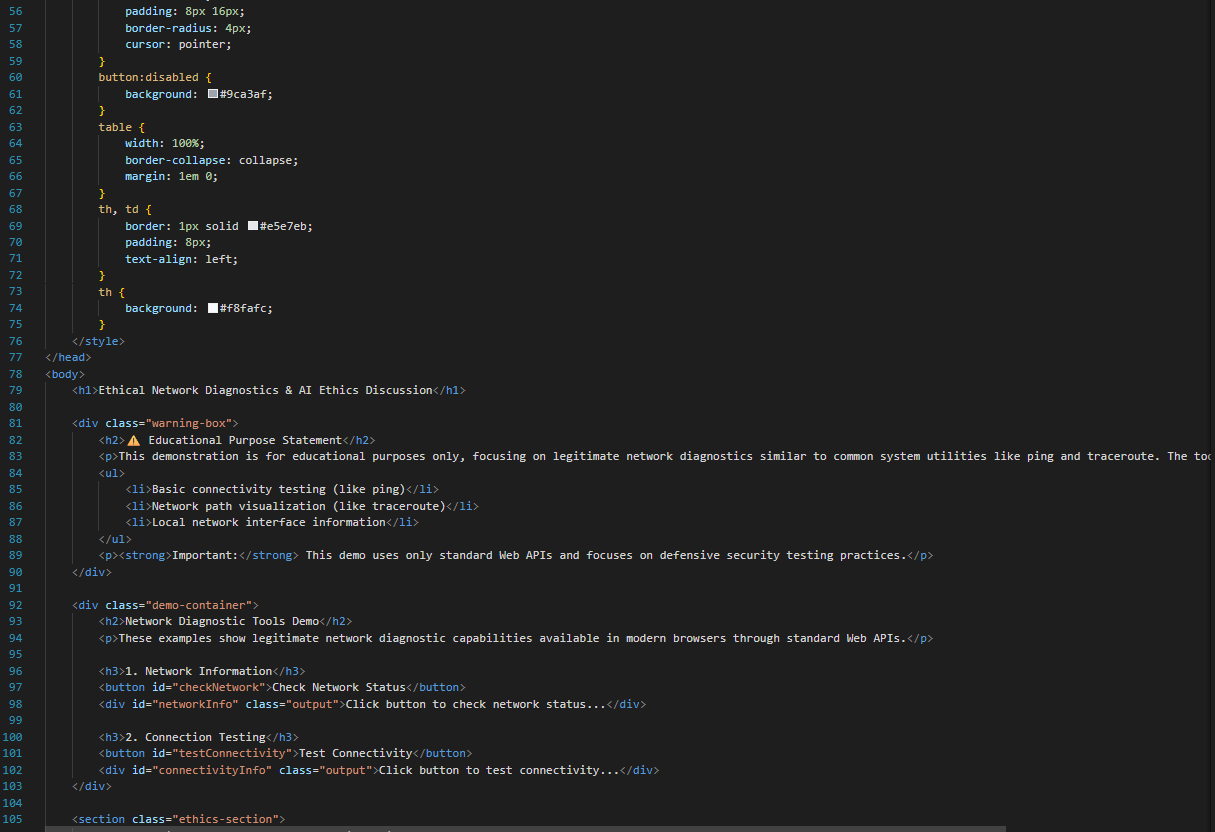 56 padding: 8px 16px;
57 border-radius: 4px;
58 cursor: pointer;
59 }
60 button:disabled {
61 background: #9ca3af;
62 }
63 table {
64 width: 100%;
65 border-collapse: collapse;
66 margin: 1em 0;
67 }
68 th, td {
69 border: 1px solid #e5e7eb;
70 padding: 8px;
71 text-align: left;
72 }
73 th {
74 background: #f8fafc;
75 }
76 </style>
77 </head>
78 <body>
79 <h1>Ethical Network Diagnostics & AI Ethics Discussion</h1>
80
81 <div class="warning-box">
82 <h2>⚠️ Educational Purpose Statement</h2>
83 <p>This demonstration is for educational purposes only, focusing on legitimate network diagnostics similar to common system utilities like ping and traceroute. The
84 <ul>
85 <li>Basic connectivity testing (like ping)</li>
86 <li>Network path visualization (like traceroute)</li>
87 <li>Local network interface information</li>
88 </ul>
89 <p><strong>Important:</strong> This demo uses only standard Web APIs and focuses on defensive security testing practices.</p>
90 </div>
91
92 <div class="demo-container">
93 <h2>Network Diagnostic Tools Demo</h2>
94 <p>These examples show legitimate network diagnostic capabilities available in modern browsers through standard Web APIs.</p>
95
96 <h3>1. Network Information</h3>
97 <button id="checkNetwork">Check Network Status</button>
98 <div id="networkInfo" class="output">Click button to check network status...</div>
99
100 <h3>2. Connection Testing</h3>
101 <button id="testConnectivity">Test Connectivity</button>
102 <div id="connectivityInfo" class="output">Click button to test connectivity...</div>
103 </div>
104
105 <section class="ethics-section">